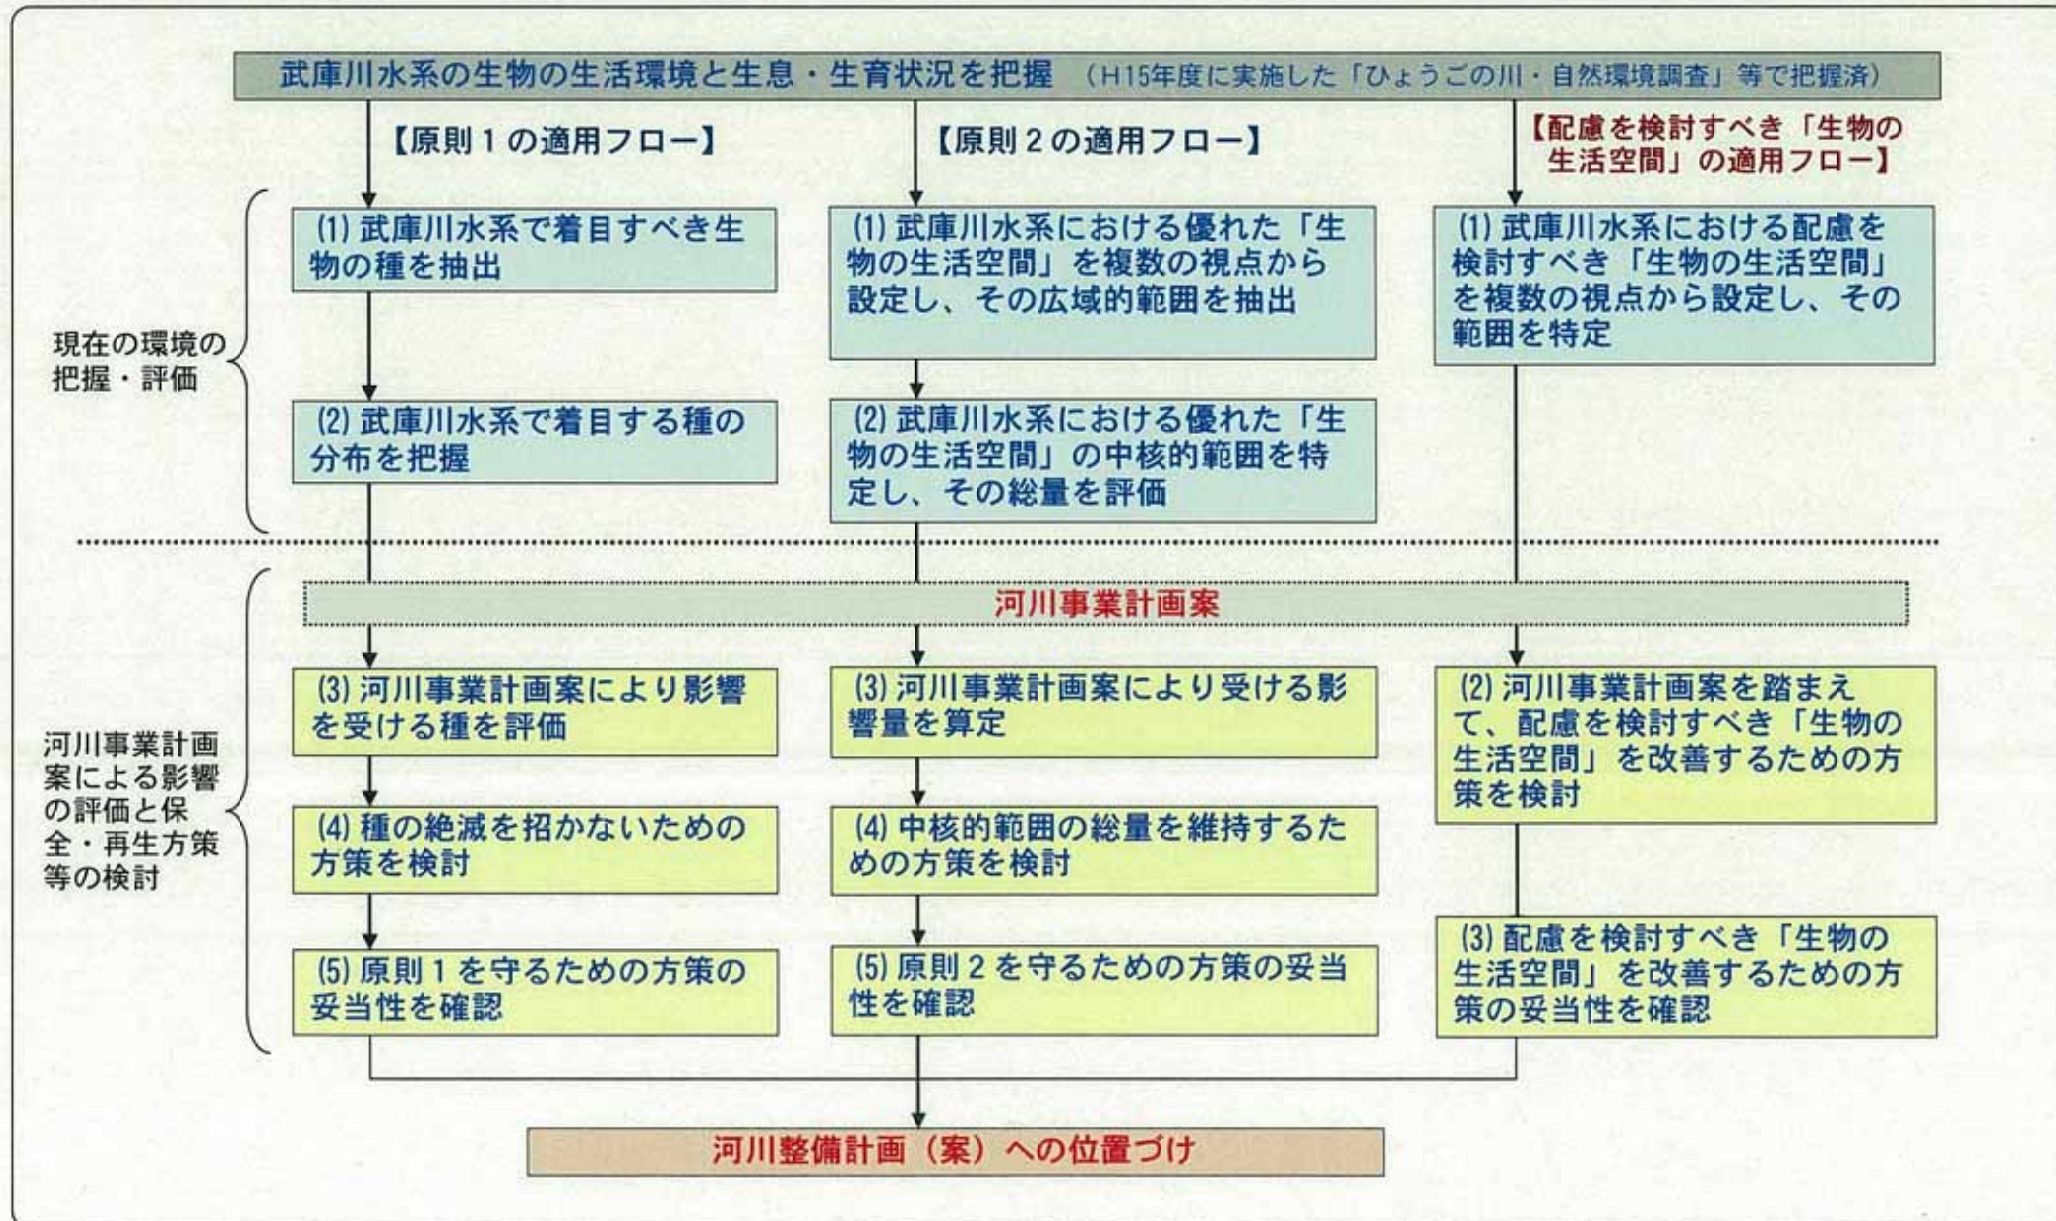 武庫川水系の生物の生活環境と生息・生育状況を把握 （H15年度に実施した「ひょうごの川・自然環境調査」等で把握済）
【原則１の適用フロー】
【原則２の適用フロー】
【配慮を検討すべき「生物の
生活空間」の適用フロー】
現在の環境の
把握・評価
(1) 武庫川水系で着目すべき生
物の種を抽出
(1) 武庫川水系における優れた「生
物の生活空間」を複数の視点から
設定し、その広域的範囲を抽出
(1) 武庫川水系における配慮を
検討すべき「生物の生活空間」
を複数の視点から設定し、その
範囲を特定
(2) 武庫川水系で着目する種の
分布を把握
(2) 武庫川水系における優れた「生
物の生活空間」の中核的範囲を特
定し、その総量を評価
河川事業計画案
河川事業計画
案による影響
の評価と保
全・再生方策
等の検討
(3) 河川事業計画案により影響
を受ける種を評価
(3) 河川事業計画案により受ける影
響量を算定
(2) 河川事業計画案を踏まえ
て、配慮を検討すべき「生物の
生活空間」を改善するための方
策を検討
(4) 種の絶滅を招かないための
方策を検討
(4) 中核的範囲の総量を維持するた
めの方策を検討
(5) 原則１を守るための方策の
妥当性を確認
(5) 原則２を守るための方策の妥当
性を確認
(3) 配慮を検討すべき「生物の
生活空間」を改善するための方
策の妥当性を確認
河川整備計画（案）への位置づけ